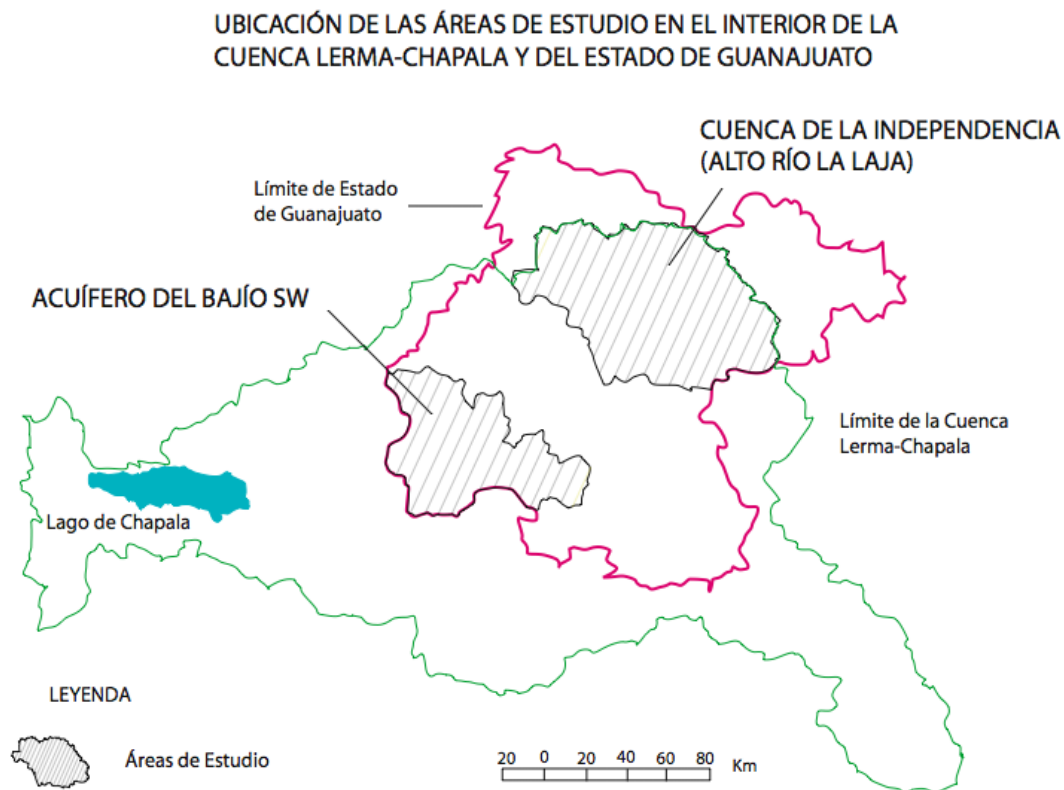 UBICACIÓN DE LAS ÁREAS DE ESTUDIO EN EL INTERIOR DE LA
CUENCA LERMA-CHAPALA Y DEL ESTADO DE GUANAJUATO
CUENCA DE LA INDEPENDENCIA
(ALTO RÍO LA LAJA)
Límite de Estado
de Guanajuato
ACUÍFERO DEL BAJÍO SW
Límite de la Cuenca
Lerma-Chapala
Lago de Chapala
LEYENDA
Áreas de Estudio
20 0 20 40 60 80 Km